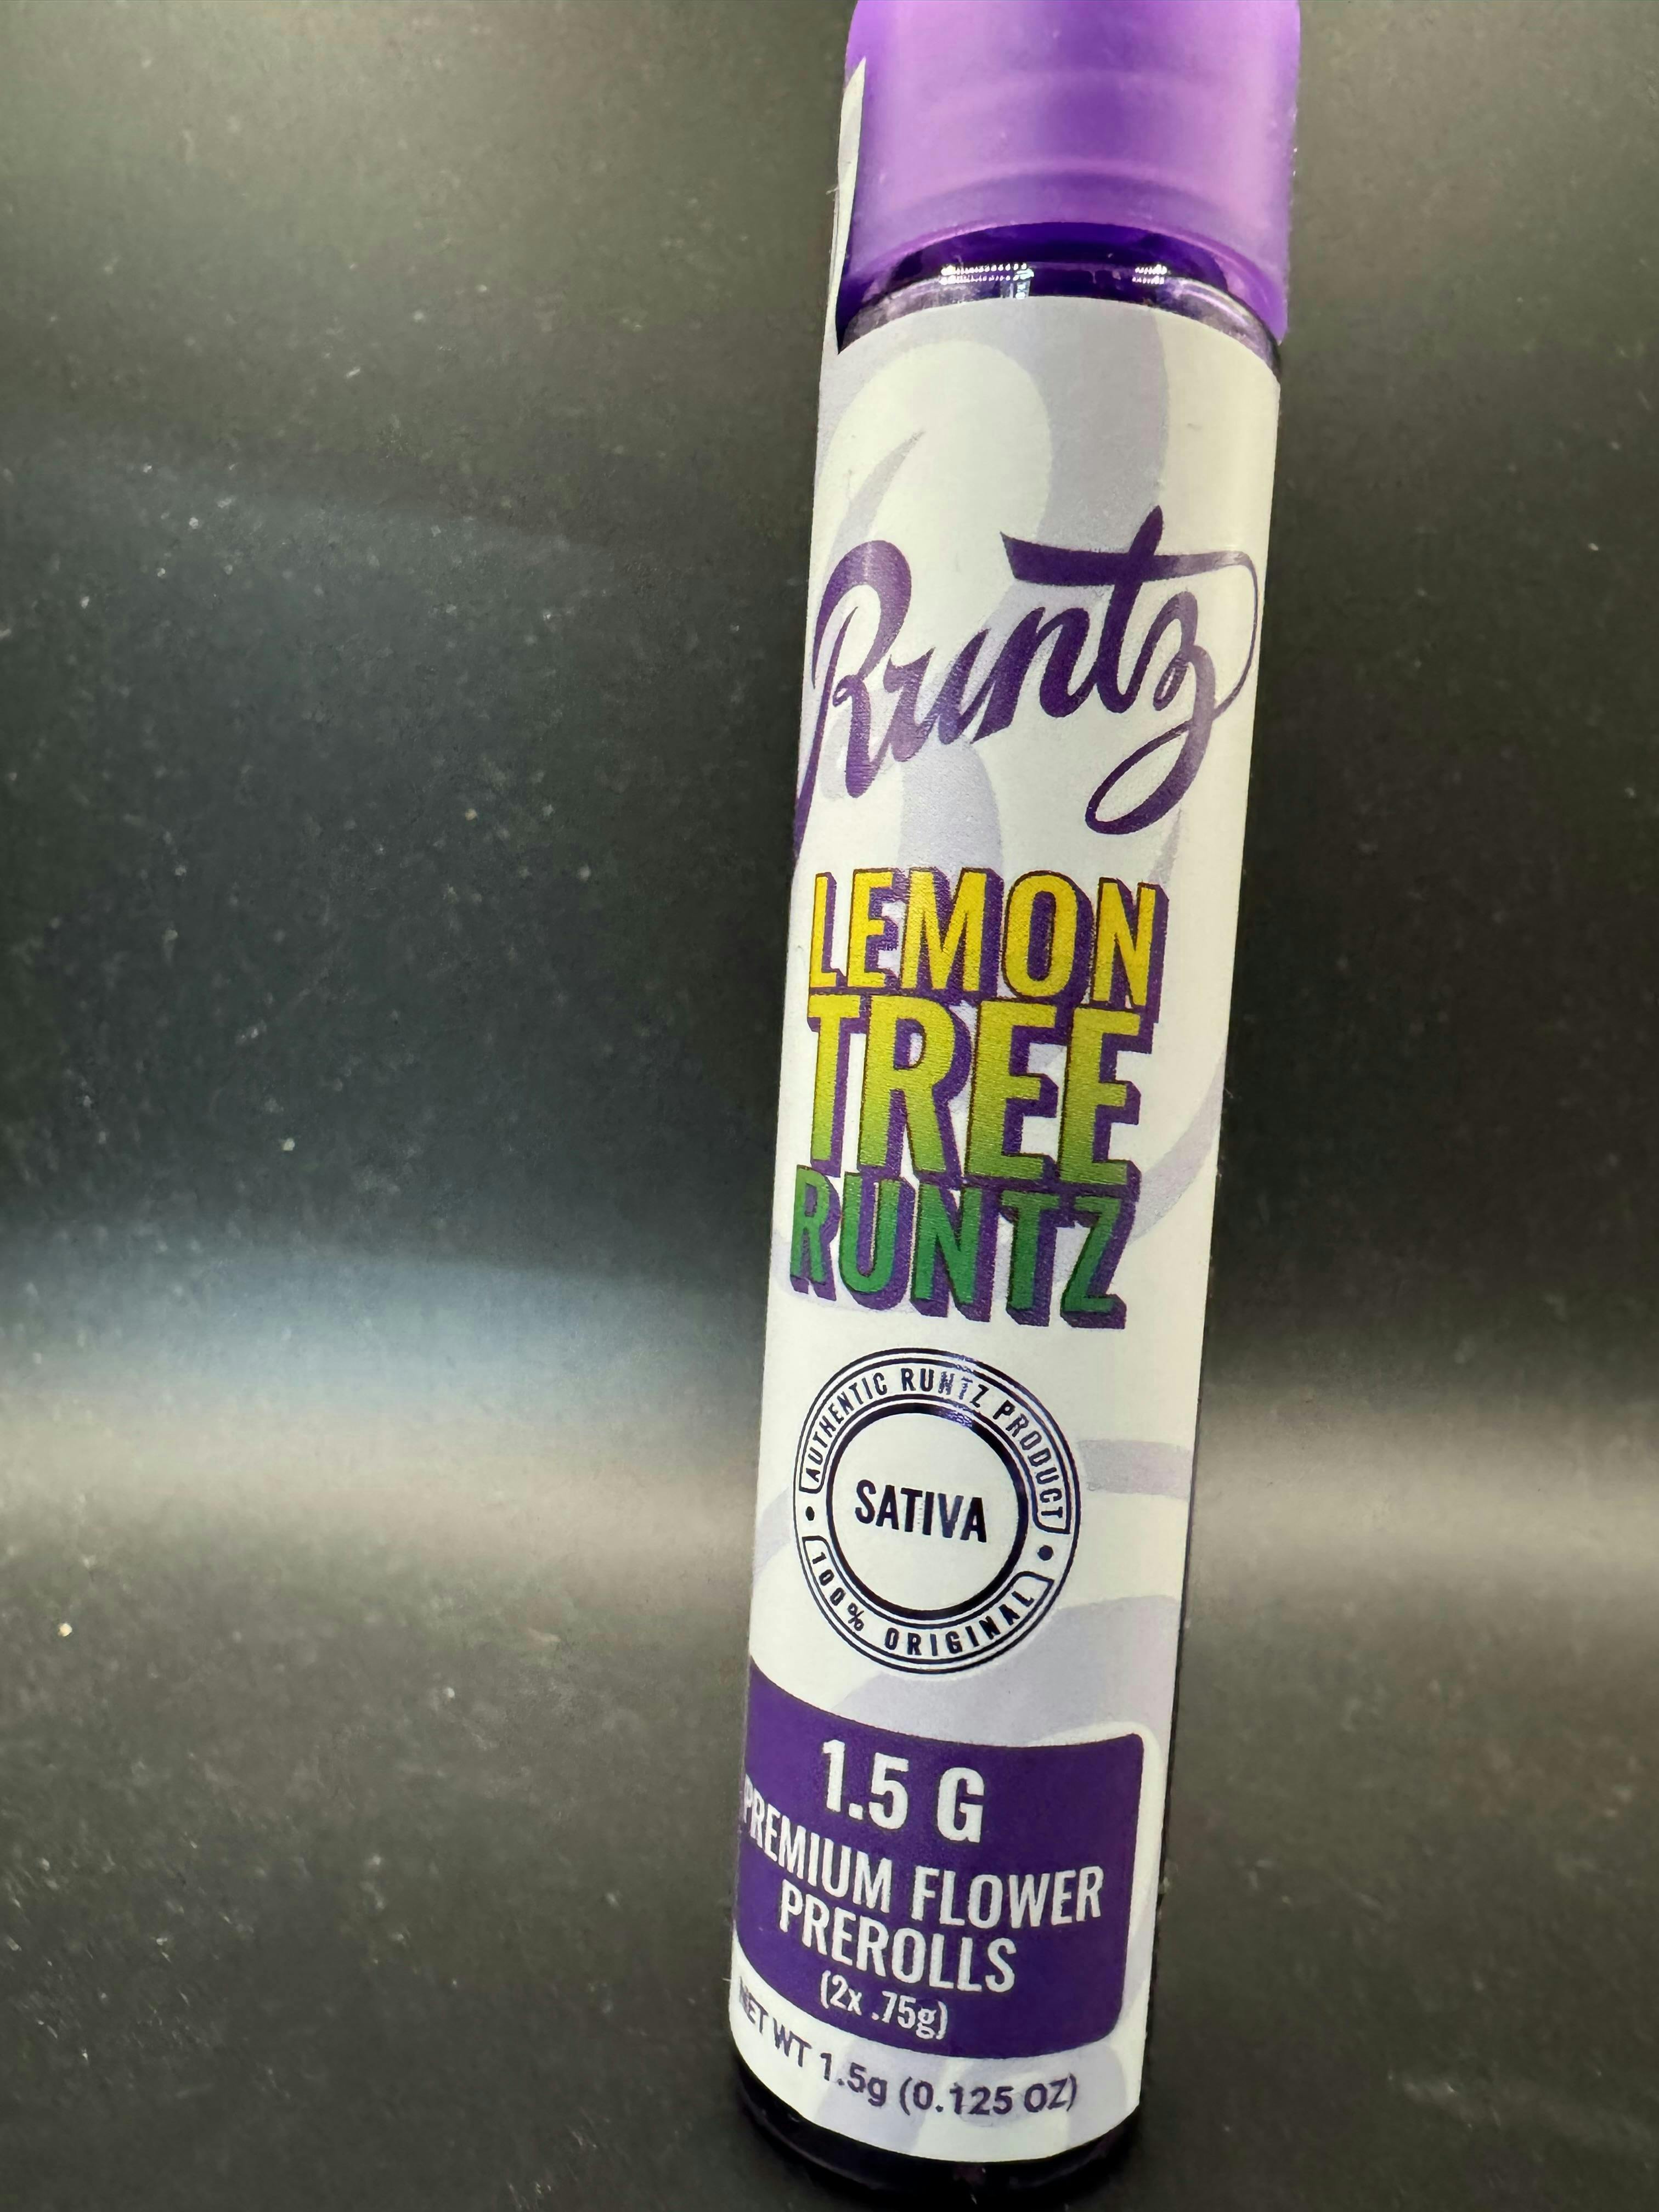 Runtz
LEMON
TREE
RUNTZ
AUTHENTIC RUNTZ PRODUCT
SATIVA
100% ORIGINAL
1.5 G
PREMIUM FLOWER
PREROLLS
(2x .75g)
NET WT 1.5g (0.125 OZ)